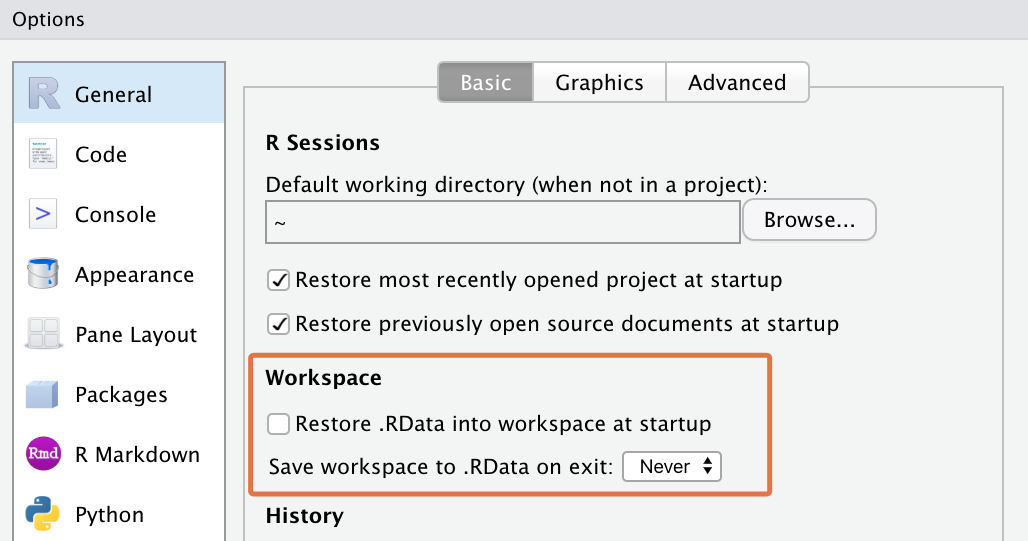 Options
General
Code
Console
Appearance
Pane Layout
Packages
Rmd R Markdown
Python
Basic Graphics Advanced
R Sessions
Default working directory (when not in a project):
~ Browse...
Restore most recently opened project at startup
Restore previously open source documents at startup
Workspace
Restore .RData into workspace at startup
Save workspace to .RData on exit: Never
History